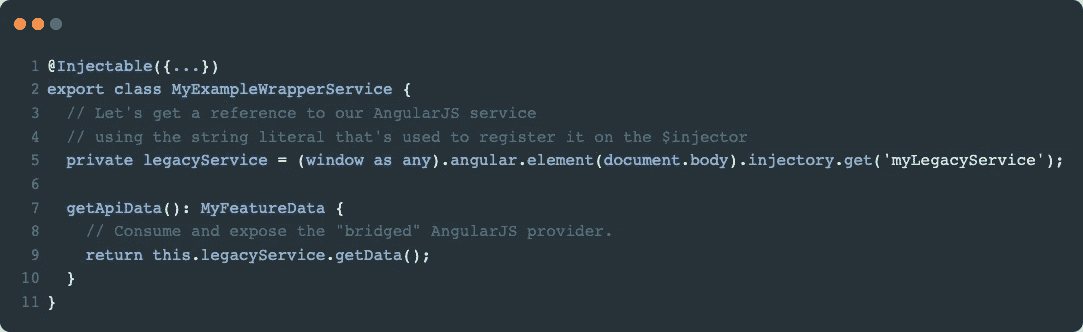 1 @Injectable({...})
2 export class MyExampleWrapperService {
3 // Let's get a reference to our AngularJS service
4 // using the string literal that's used to register it on the $injector
5 private legacyService = (window as any).angular.element(document.body).injectory.get('myLegacyService');
6
7 getApiData(): MyFeatureData {
8 // Consume and expose the "bridged" AngularJS provider.
9 return this.legacyService.getData();
10 }
11 }